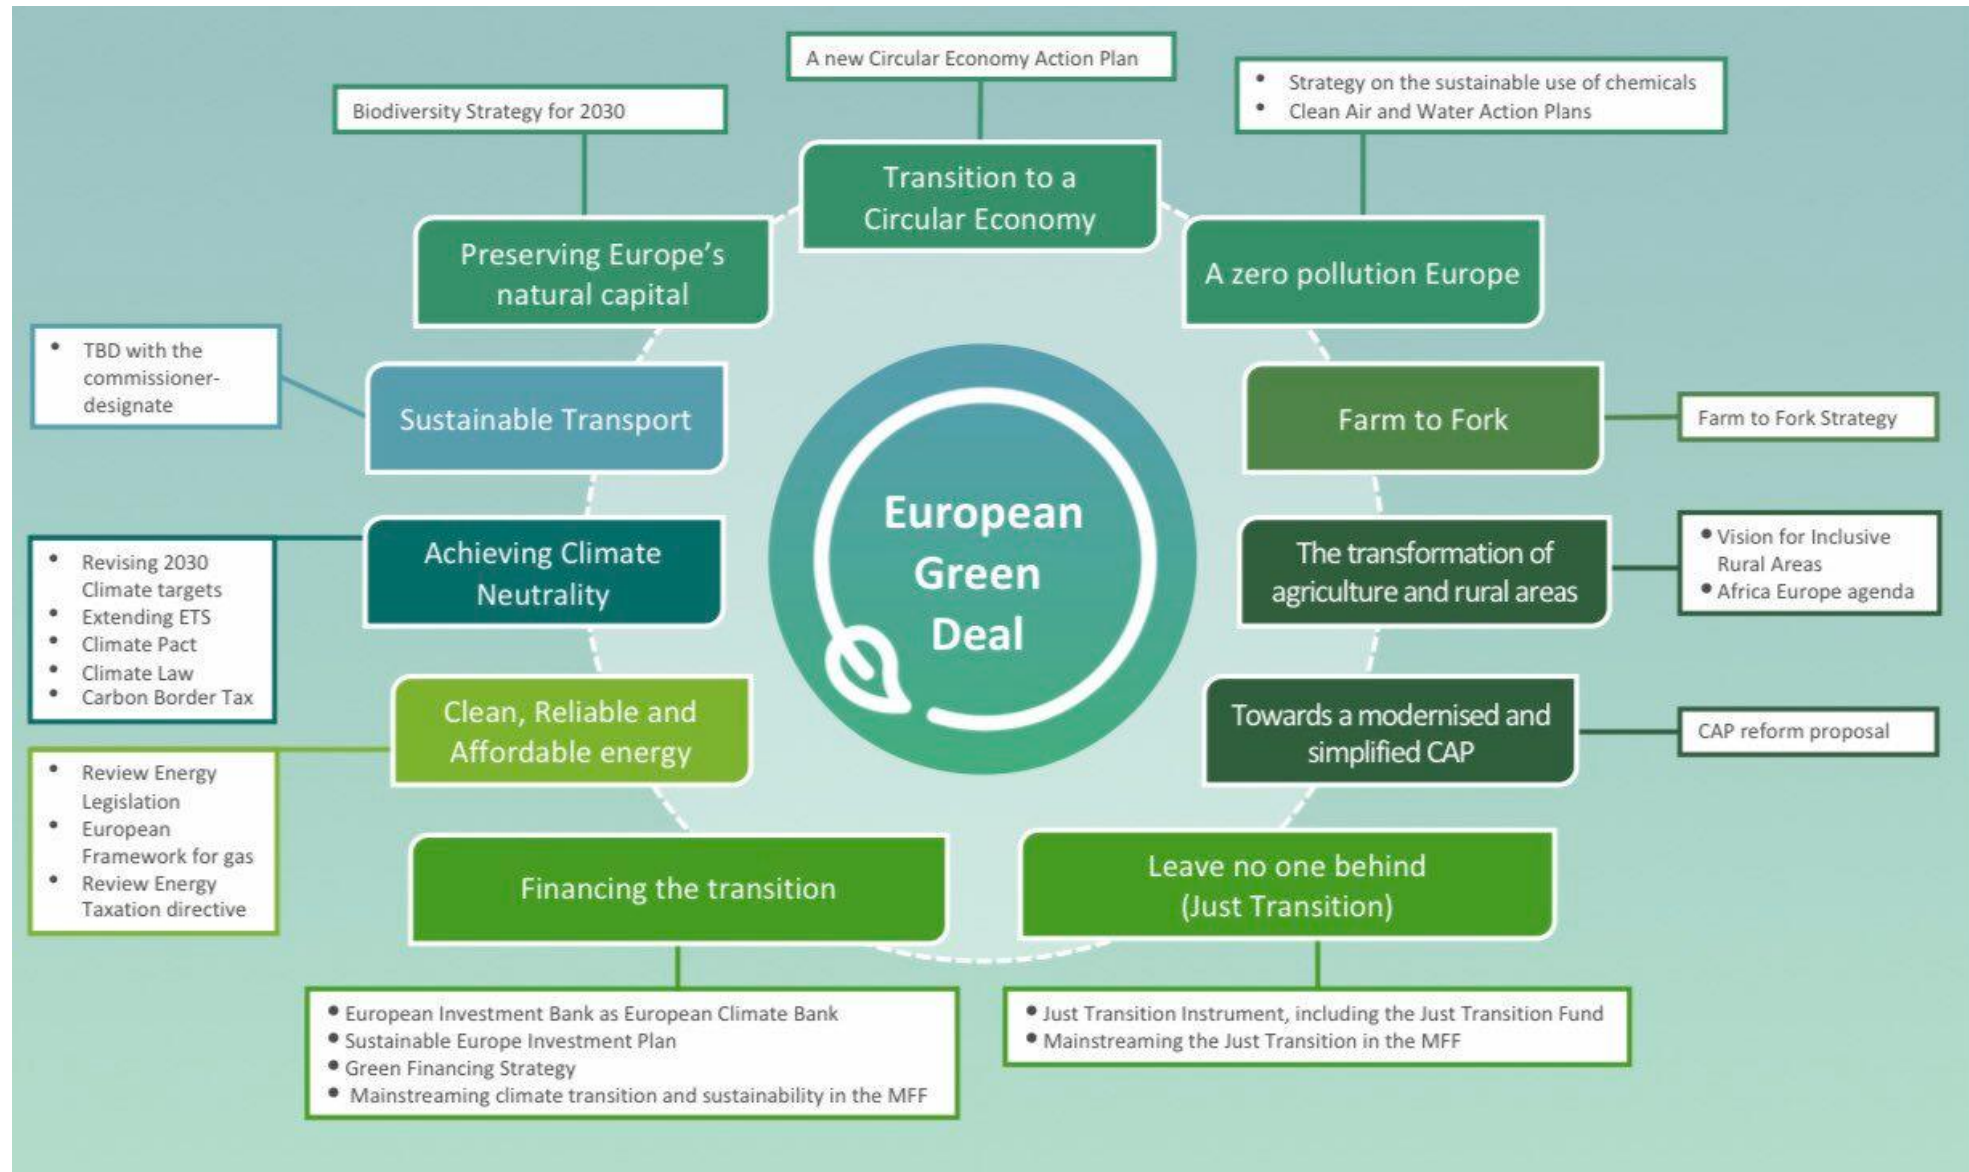 A new Circular Economy Action Plan
• Strategy on the sustainable use of chemicals
• Clean Air and Water Action Plans
Biodiversity Strategy for 2030
Transition to a
Circular Economy
Preserving Europe's
natural capital
A zero pollution Europe
• TBD with the
commissioner-
designate
Sustainable Transport
Farm to Fork
Farm to Fork Strategy
European
Green
Deal
• Revising 2030
Climate targets
• Extending ETS
• Climate Pact
• Climate Law
• Carbon Border Tax
Achieving Climate
Neutrality
The transformation of
agriculture and rural areas
• Vision for Inclusive
Rural Areas
• Africa Europe agenda
Clean, Reliable and
Affordable energy
Towards a modernised and
simplified CAP
CAP reform proposal
• Review Energy
Legislation
• European
Framework for gas
• Review Energy
Taxation directive
Financing the transition
Leave no one behind
(Just Transition)
• European Investment Bank as European Climate Bank
• Sustainable Europe Investment Plan
• Green Financing Strategy
• Mainstreaming climate transition and sustainability in the MFF
• Just Transition Instrument, including the Just Transition Fund
• Mainstreaming the Just Transition in the MFF